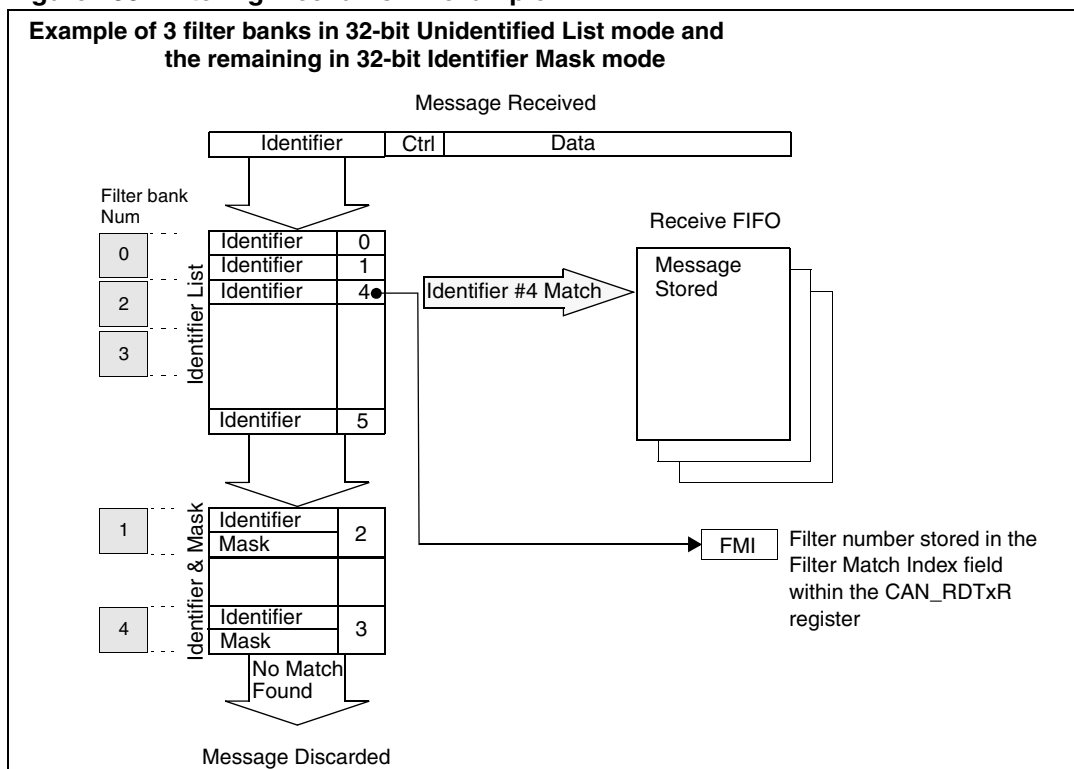 Example of 3 filter banks in 32-bit Unidentified List mode and
the remaining in 32-bit Identifier Mask mode
Message Received
Identifier Ctrl Data
Filter bank
Num
Receive FIFO
0
2
3
Identifier List
Identifier 0
Identifier 1
Identifier 4
Identifier 5
Identifier #4 Match
Message
Stored
1
4
Identifier & Mask
Identifier
Mask
2
Identifier
Mask
3
FMI
Filter number stored in the
Filter Match Index field
within the CAN_RDTxR
register
No Match
Found
Message Discarded